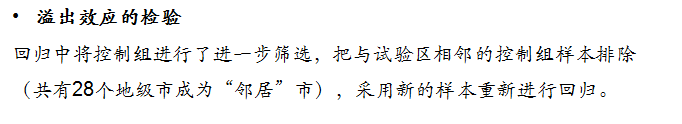 • 溢出效应的检验
回归中将控制组进行了进一步筛选，把与试验区相邻的控制组样本排除
（共有28个地级市成为“邻居”市），采用新的样本重新进行回归。